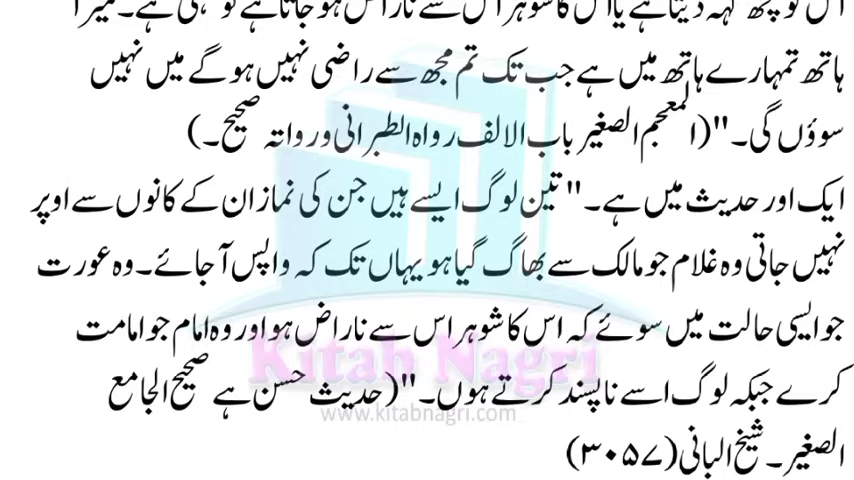 اس کو کچھ کہہ دیتا ہے یا اس کا شوہر اس سے ناراض ہو جاتا ہے تو کہتی ہے۔ میرا
ہاتھ تمہارے ہاتھ میں ہے جب تک تم مجھ سے راضی نہیں ہو گے میں نہیں
سوؤں گی۔" (المعجم الصغیر باب الالف رواہ الطبرانی ورواتہ صحیح۔)
ایک اور حدیث میں ہے۔ "تین لوگ ایسے ہیں جن کی نماز ان کے کانوں سے اوپر
نہیں جاتی وہ غلام جو مالک سے بھاگ گیا ہو یہاں تک کہ واپس آ جائے۔ وہ عورت
جو ایسی حالت میں سوئے کہ اس کا شوہر اس سے ناراض ہو اور وہ امام جو امامت
Kitab Nagri
کرے جبکہ لوگ اسے ناپسند کرتے ہوں۔" (حدیث حسن ہے صحیح الجامع
www.kitabnagri.com
الصغیر۔ شیخ البانی (۳۰۵۷)